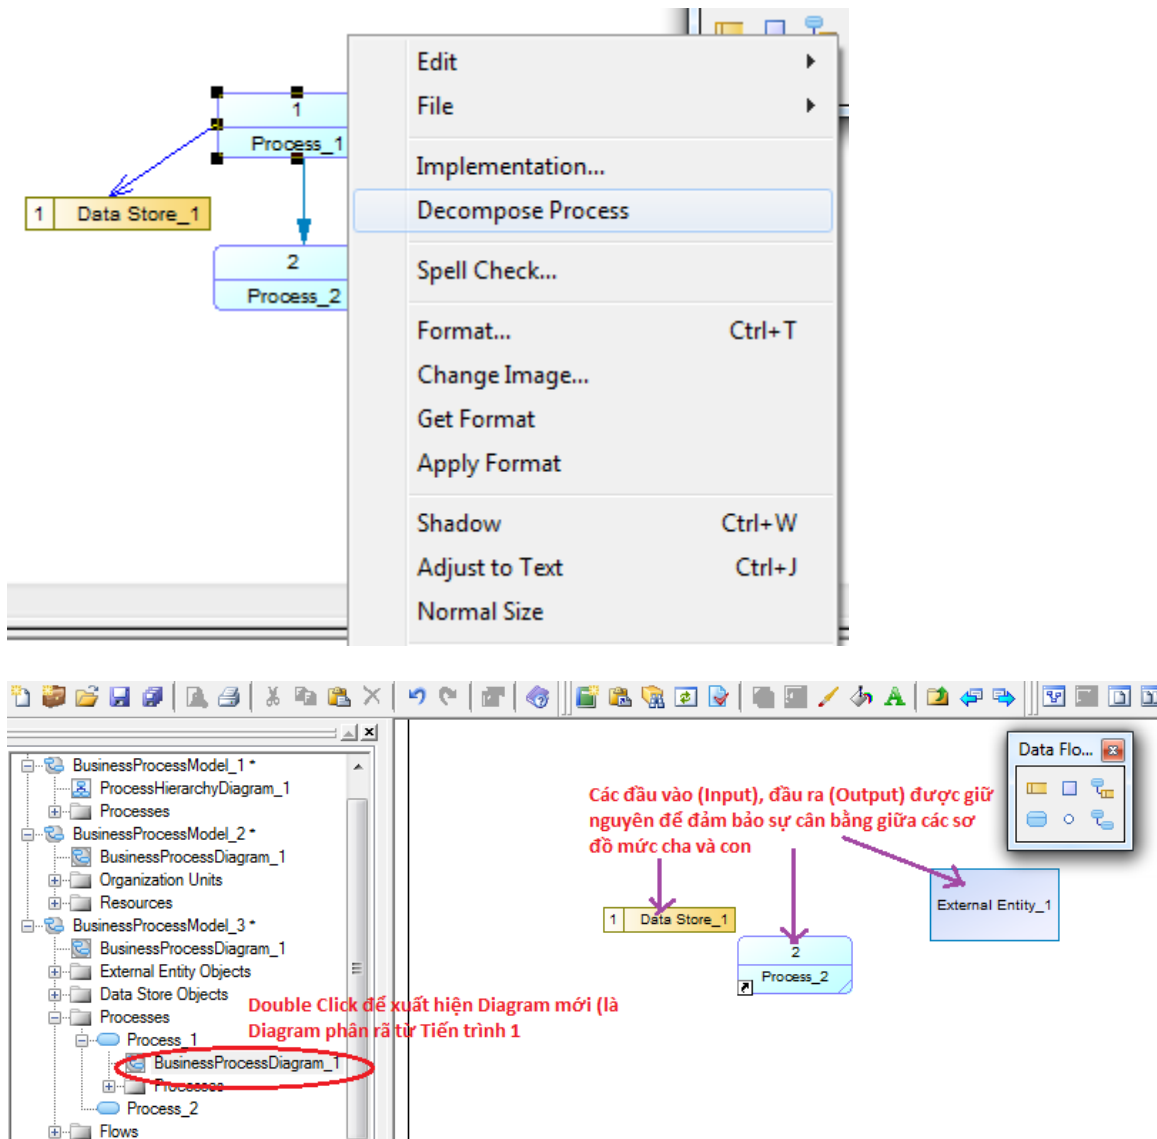 Edit
File
1
Process_1
Implementation...
Decompose Process
1 Data Store_1
2
Process_2
Spell Check...
Format... Ctrl+T
Change Image...
Get Format
Apply Format
Shadow Ctrl+W
Adjust to Text Ctrl+J
Normal Size
BusinessProcessModel_1 *
ProcessHierarchyDiagram_1
Processes
BusinessProcessModel_2 *
BusinessProcessDiagram_1
Organization Units
Resources
BusinessProcessModel_3 *
BusinessProcessDiagram_1
External Entity Objects
Data Store Objects
Processes
Process_1
BusinessProcessDiagram_1
Processes
Process_2
Flows
Double Click để xuất hiện Diagram mới (là
Diagram phân rã từ Tiến trình 1
Data Flo...
Các đầu vào (Input), đầu ra (Output) được giữ
nguyên để đảm bảo sự cân bằng giữa các sơ
đồ mức cha và con
1 Data Store_1
External Entity_1
2
Process_2